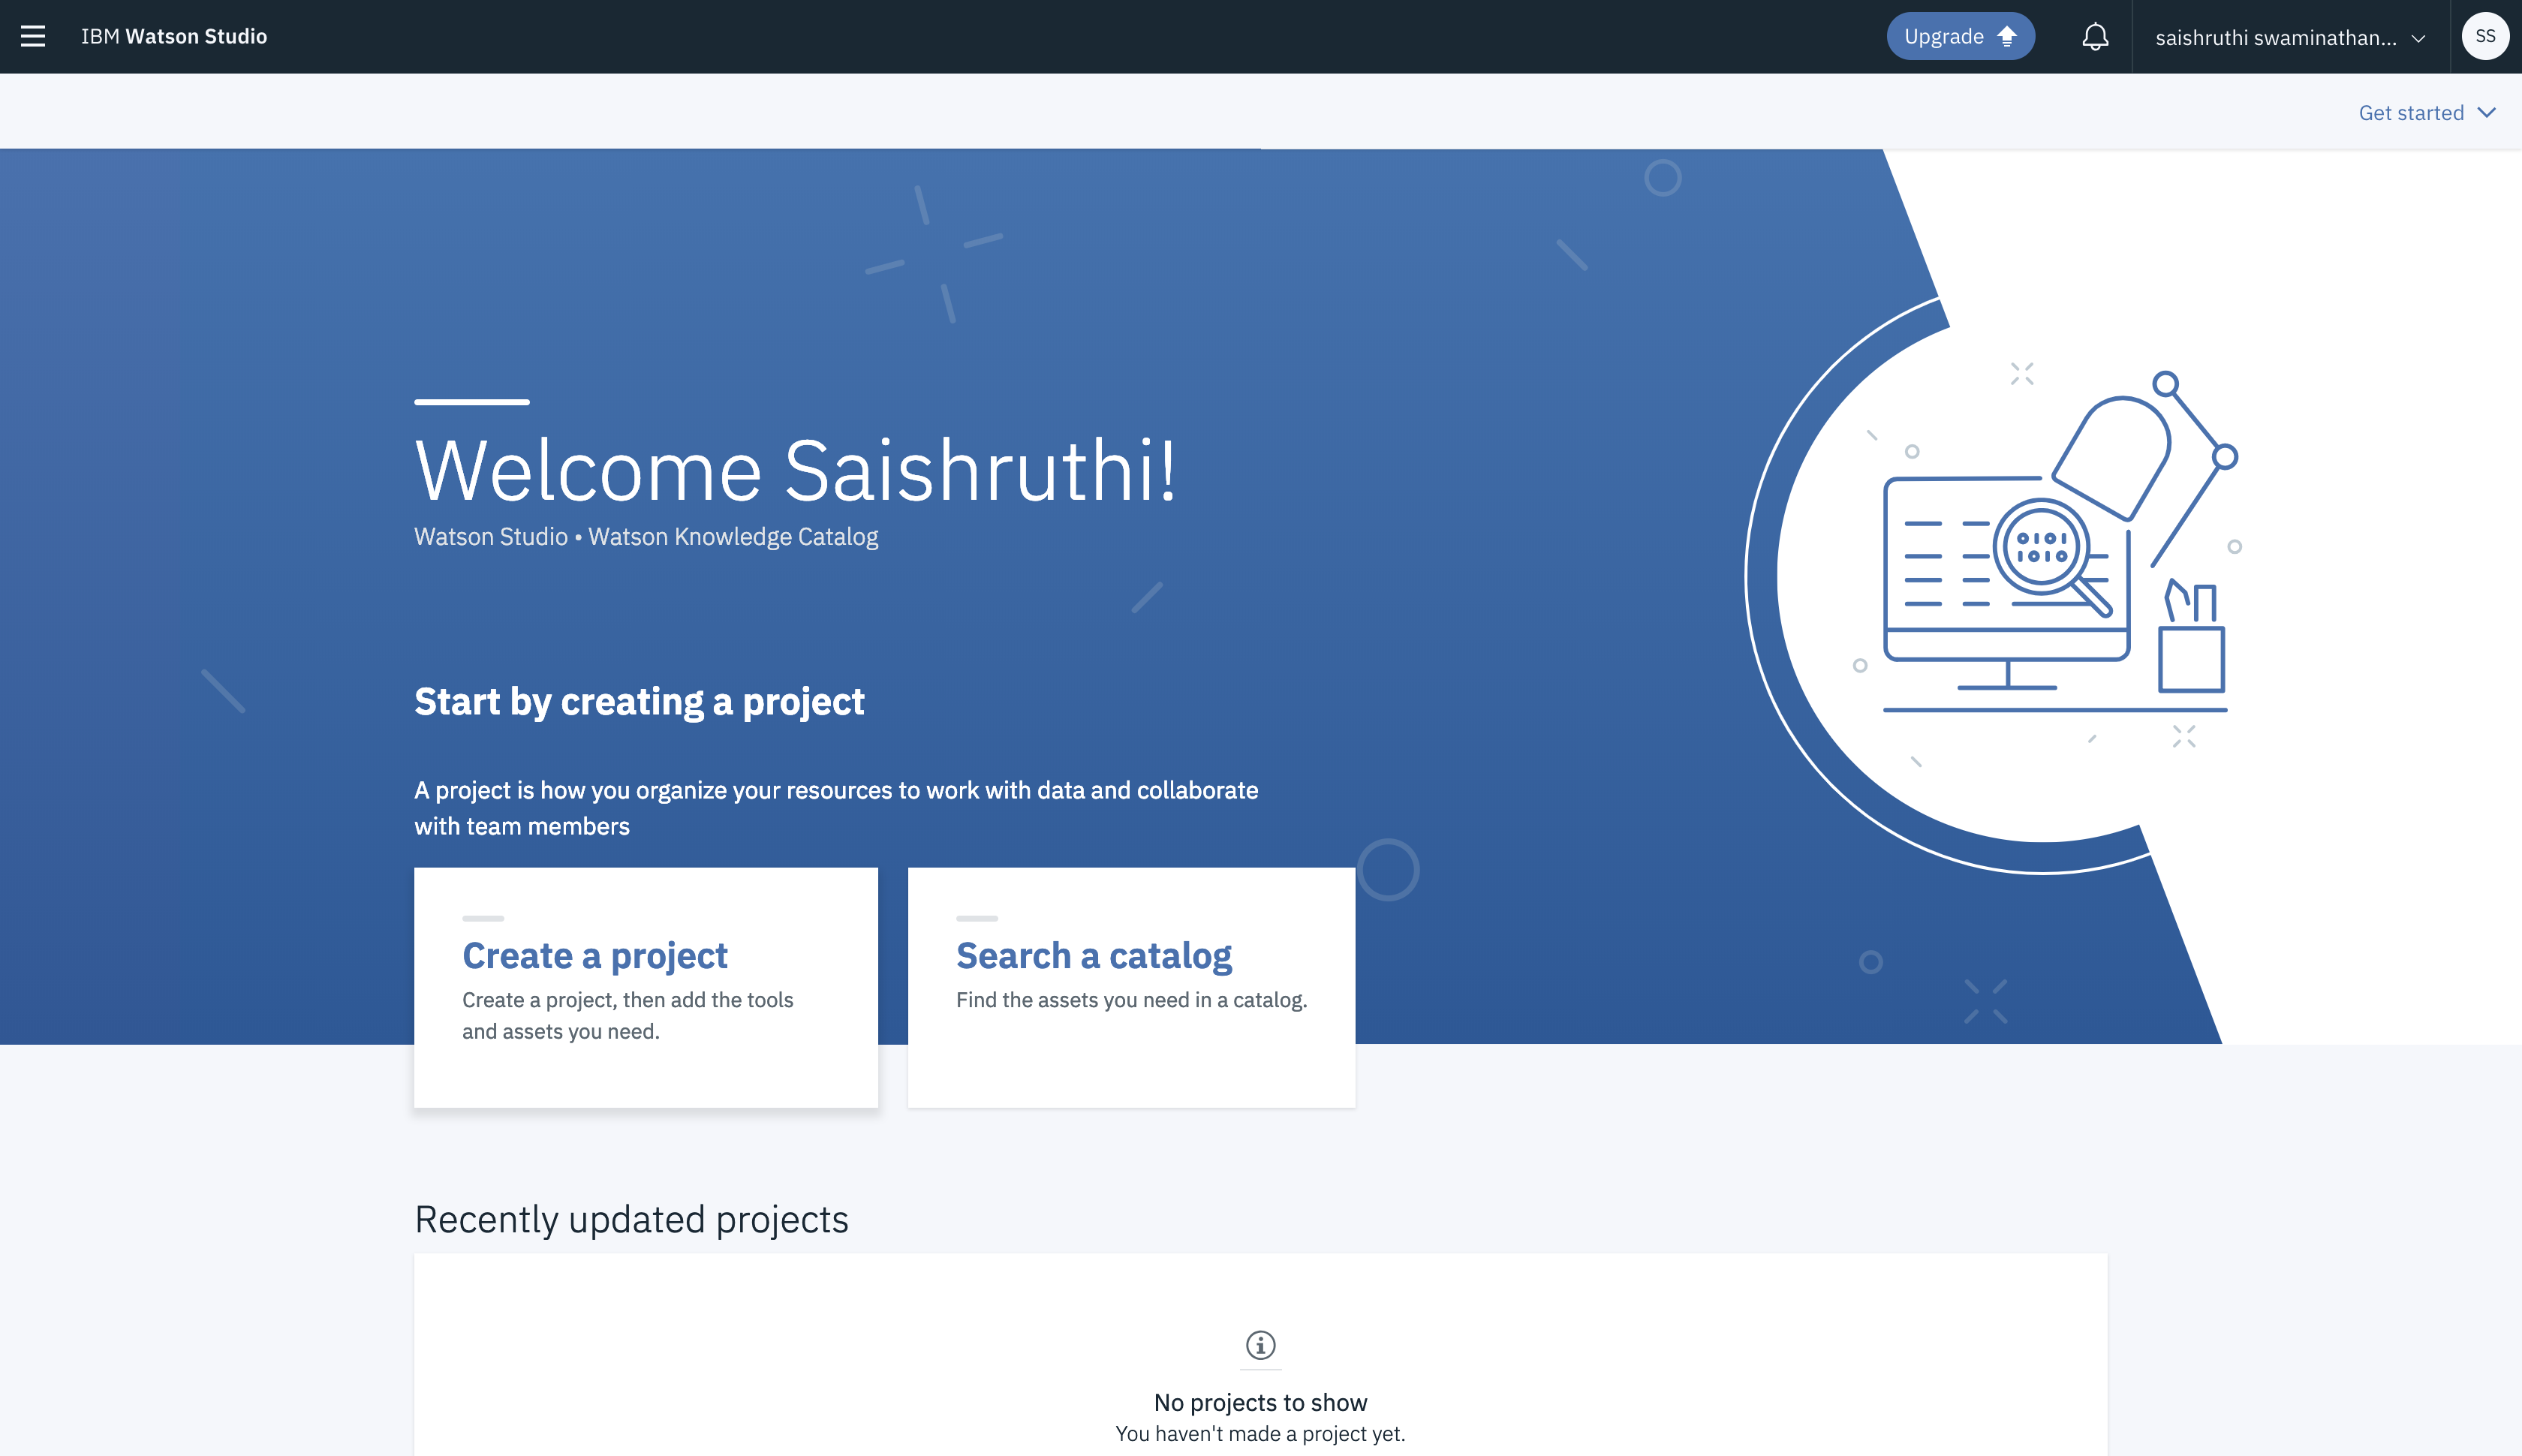 IBM Watson Studio
Upgrade
saishruthi swaminathan...
SS
Get started
Welcome Saishruthi!
Watson Studio • Watson Knowledge Catalog
Start by creating a project
A project is how you organize your resources to work with data and collaborate
with team members
Create a project
Create a project, then add the tools
and assets you need.
Search a catalog
Find the assets you need in a catalog.
Recently updated projects
No projects to show
You haven't made a project yet.